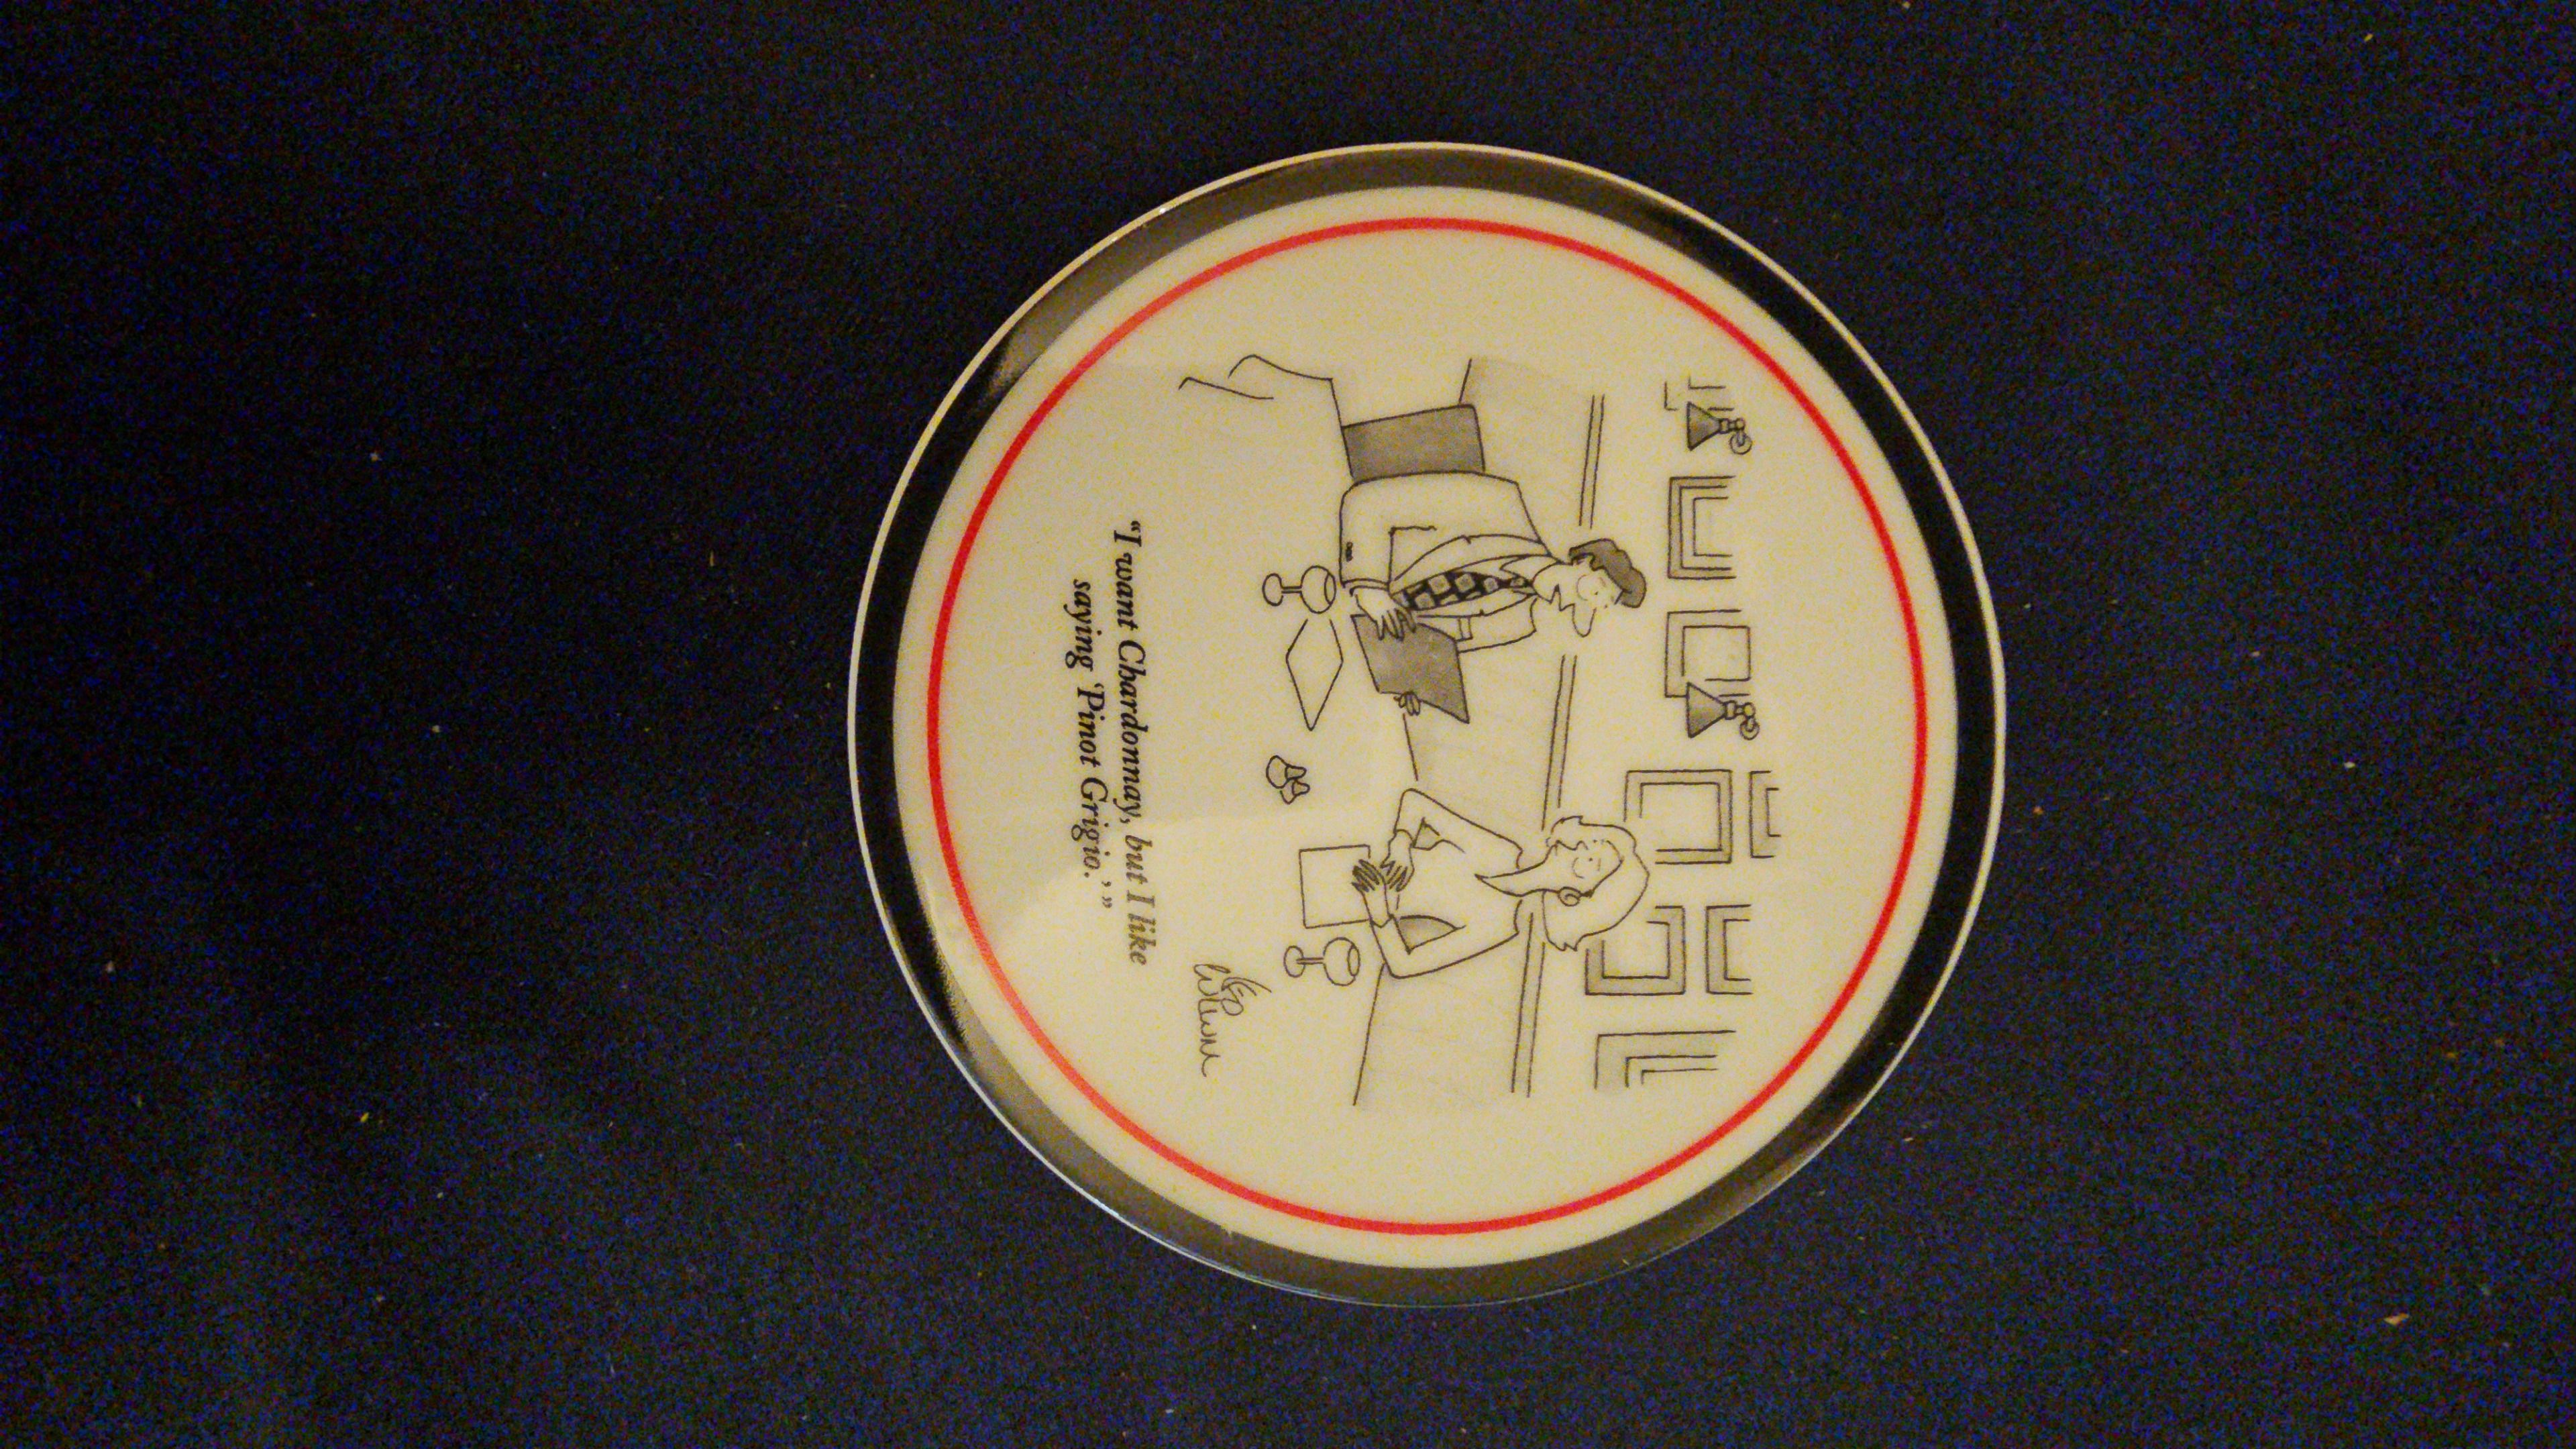 “I want Chardonnay, but I like
saying ‘Pinot Grigio.’”